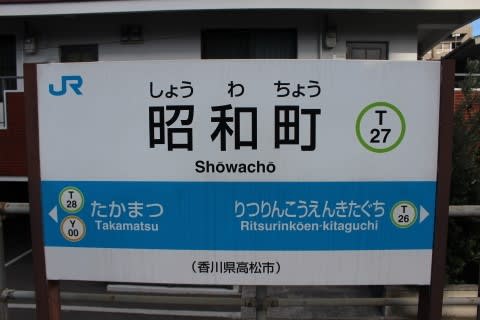 JR
しょう わ ちょう
昭和町
Shōwachō
T
27
T
28
Y
00
たかまつ
Takamatsu
りつりんこうえんきたぐち
Ritsurinkōen-kitaguchi
T
26
（香川県高松市）